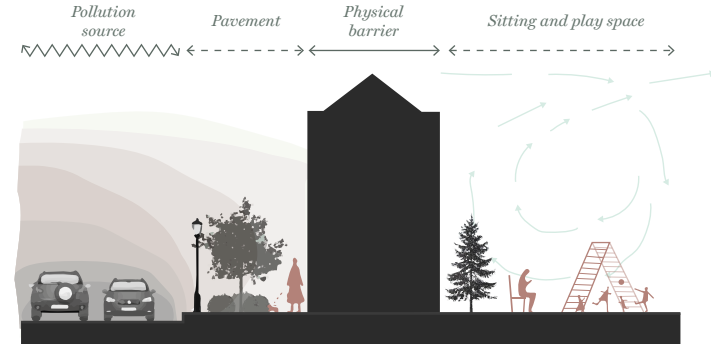 Pollution
source
Pavement
Physical
barrier
Sitting and play space